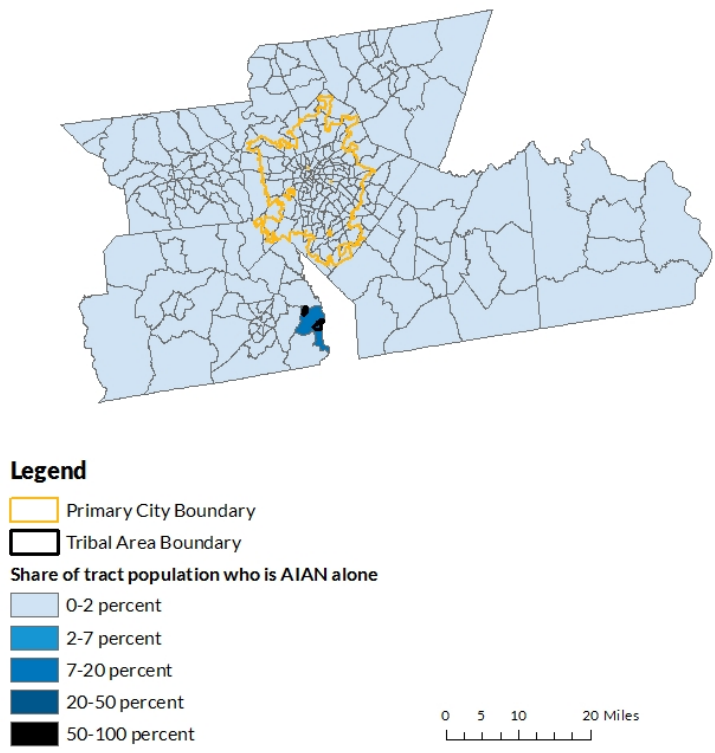 Legend
Primary City Boundary
Tribal Area Boundary
Share of tract population who is AIAN alone
0-2 percent
2-7 percent
7-20 percent
20-50 percent
50-100 percent
0 5 10 20 Miles